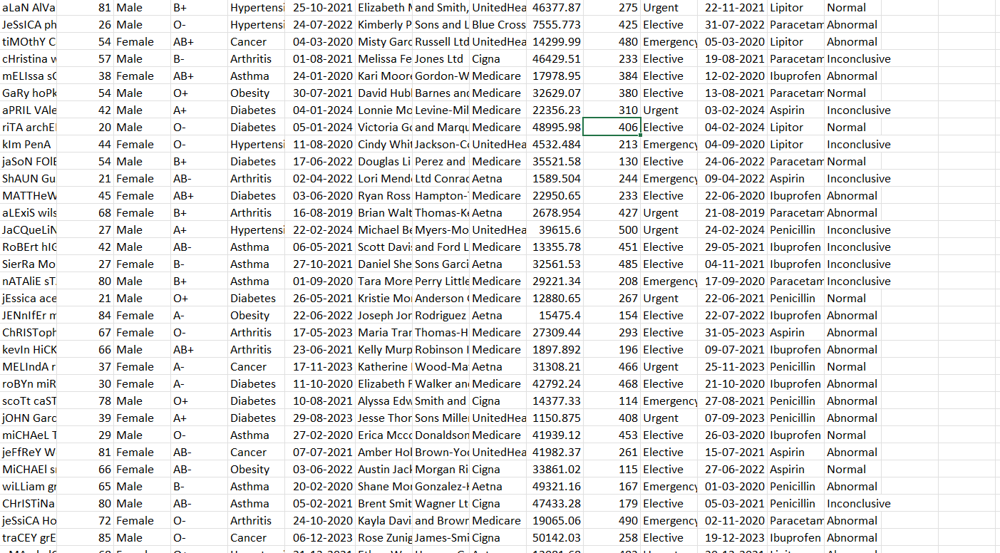 aLaN AlVa 81 Male B+ Hypertensi 25-10-2021 Elizabeth and Smith, UnitedHea 46377.87 275 Urgent 22-11-2021 Lipitor Normal
JeSsICA ph 26 Male O- Hypertensi 24-07-2022 Kimberly P Sons and L Blue Cross 7555.773 425 Elective 31-07-2022 Paracetam Abnormal
tiMOthY C 54 Female AB+ Cancer 04-03-2020 Misty Garc Russell Ltd UnitedHea 14299.99 480 Emergency 05-03-2020 Lipitor Abnormal
cHristina w 57 Male B- Arthritis 01-08-2021 Melissa Fe Jones Ltd Cigna 46429.51 233 Elective 19-08-2021 Paracetam Inconclusive
mELIssa sC 38 Female AB+ Asthma 24-01-2020 Kari Moore Gordon-W Medicare 17978.95 384 Elective 12-02-2020 Ibuprofen Abnormal
GaRy hoPk 54 Male O+ Obesity 30-07-2021 David Hub Barnes and Medicare 32629.07 380 Elective 13-08-2021 Paracetam Normal
aPRIL VAle 42 Male A+ Diabetes 04-01-2024 Lonnie Mo Levine-Mil Medicare 22356.23 310 Urgent 03-02-2024 Aspirin Inconclusive
riTA archE 20 Male O- Diabetes 05-01-2024 Victoria Go and Marqu Medicare 48995.98 406 Elective 04-02-2024 Lipitor Normal
kIm PenA 44 Female O- Hypertensi 11-08-2020 Cindy Whit Jackson-Co UnitedHea 4532.484 213 Emergency 04-09-2020 Lipitor Inconclusive
jaSoN FOlE 54 Male B+ Diabetes 17-06-2022 Douglas Li Perez and Medicare 35521.58 130 Elective 24-06-2022 Paracetam Normal
ShAUN Gu 21 Female AB- Arthritis 02-04-2022 Lori Mend Ltd Conrad Aetna 1589.504 244 Emergency 09-04-2022 Aspirin Inconclusive
MATTHeW 45 Female AB+ Diabetes 03-06-2020 Ryan Ross Hampton- Medicare 22950.65 233 Elective 22-06-2020 Ibuprofen Abnormal
aLExiS wils 68 Female B+ Arthritis 16-08-2019 Brian Walt Thomas-Ke Aetna 2678.954 427 Urgent 21-08-2019 Paracetam Abnormal
JaCQueLiN 27 Male A+ Hypertensi 22-02-2024 Michael Be Myers-Mo UnitedHea 39615.6 500 Urgent 24-02-2024 Penicillin Inconclusive
RoBErt hIG 42 Male AB- Asthma 06-05-2021 Scott Davi and Ford L Medicare 13355.78 451 Elective 29-05-2021 Ibuprofen Inconclusive
SierRa Mo 27 Female B- Asthma 27-10-2021 Daniel She Sons Garci Aetna 32561.53 485 Elective 04-11-2021 Ibuprofen Inconclusive
nATAliE sT 80 Male B+ Asthma 01-09-2020 Tara More Perry Little Medicare 29221.34 208 Emergency 17-09-2020 Paracetam Inconclusive
jEssica ace 21 Male O+ Diabetes 26-05-2021 Kristie Mo Anderson Medicare 12880.65 267 Urgent 22-06-2021 Penicillin Normal
JENnIfEr m 84 Female A- Obesity 22-06-2022 Joseph Jor Rodriguez Aetna 15475.4 154 Elective 22-07-2022 Ibuprofen Abnormal
ChRISToph 67 Female O- Arthritis 17-05-2023 Maria Trar Thomas-H Medicare 27309.44 293 Elective 31-05-2023 Aspirin Abnormal
kevIn HiCK 66 Male AB+ Arthritis 23-06-2021 Kelly Murp Robinson I Medicare 1897.892 196 Elective 09-07-2021 Ibuprofen Abnormal
MELIndA r 37 Female A- Cancer 17-11-2023 Katherine Wood-Ma Aetna 31308.21 466 Urgent 25-11-2023 Penicillin Normal
roBYn miR 30 Female A- Diabetes 11-10-2020 Elizabeth F Walker and Medicare 42792.24 468 Elective 21-10-2020 Ibuprofen Abnormal
scoTt caST 78 Male O+ Diabetes 10-08-2021 Alyssa Edw Smith and Cigna 14377.33 114 Emergency 27-08-2021 Penicillin Abnormal
jOHN Garc 39 Female A+ Diabetes 29-08-2023 Jesse Thor Sons Miller UnitedHea 1150.875 408 Urgent 07-09-2023 Penicillin Abnormal
miCHAeL T 29 Male O- Asthma 27-02-2020 Erica Mccc Donaldson Medicare 41939.12 453 Elective 26-03-2020 Ibuprofen Normal
jeFfReY W 81 Female AB- Cancer 07-07-2021 Amber Hol Brown-Yo UnitedHea 41982.37 261 Elective 15-07-2021 Aspirin Abnormal
MiCHAEl s 66 Female AB- Obesity 03-06-2022 Austin Jack Morgan Ri Cigna 33861.02 115 Elective 27-06-2022 Aspirin Normal
wiLLiam gr 65 Male B- Asthma 20-02-2020 Shane Mor Gonzalez-H Aetna 49321.16 167 Emergency 01-03-2020 Penicillin Abnormal
CHrISTiNa 80 Male AB- Asthma 05-02-2021 Brent Smit Wagner Lt Cigna 47433.28 179 Elective 05-03-2021 Penicillin Inconclusive
jeSsiCA Ho 72 Female O- Arthritis 24-10-2020 Kayla Davi and Brown Medicare 19065.06 490 Emergency 02-11-2020 Paracetam Abnormal
traCEY grE 85 Male O- Cancer 06-12-2023 Rose Zunig James-Smi Cigna 50142.03 258 Elective 19-12-2023 Ibuprofen Abnormal